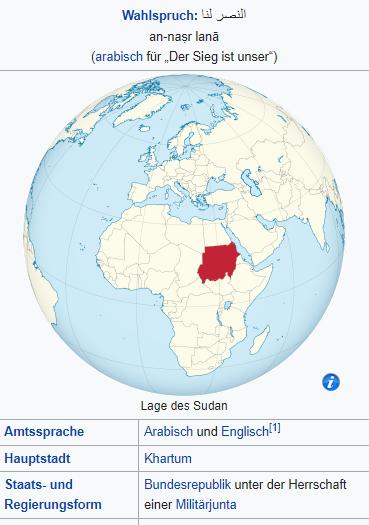 Wahlspruch: النصر لنا
an-naṣr lanā
(arabisch für „Der Sieg ist unser“)
i
Lage des Sudan
Amtssprache Arabisch und Englisch[1]
Hauptstadt Khartum
Staats- und Regierungsform Bundesrepublik unter der Herrschaft
einer Militärjunta